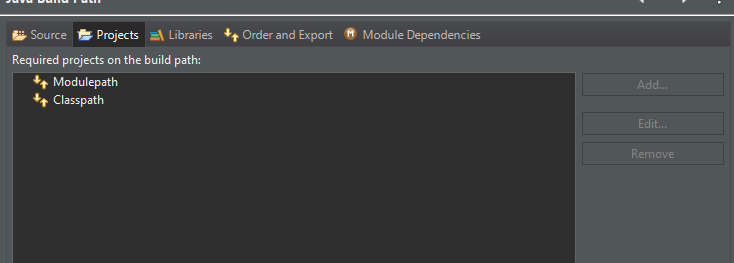 Java Build Path
Source Projects Libraries Order and Export Module Dependencies
Required projects on the build path:
Modulepath
Classpath
Add...
Edit...
Remove